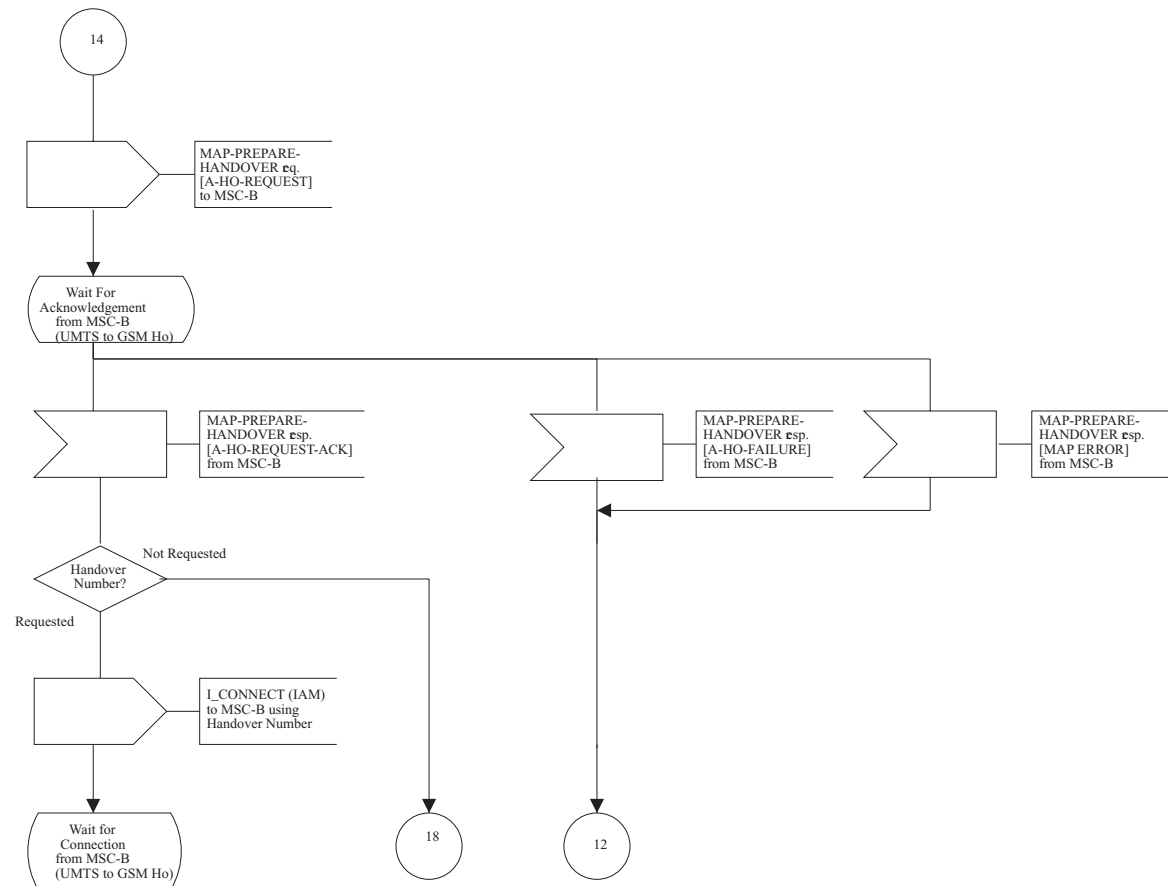 14
MAP-PREPARE-
HANDOVER req.
[A-HO-REQUEST]
to MSC-B
Wait For
Acknowledgement
from MSC-B
(UMTS to GSM Ho)
MAP-PREPARE-
HANDOVER resp.
[A-HO-REQUEST-ACK]
from MSC-B
MAP-PREPARE-
HANDOVER resp.
[A-HO-FAILURE]
from MSC-B
MAP-PREPARE-
HANDOVER resp.
[MAP ERROR]
from MSC-B
Handover
Number?
Not Requested
Requested
I_CONNECT (IAM)
to MSC-B using
Handover Number
Wait for
Connection
from MSC-B
(UMTS to GSM Ho)
18
12